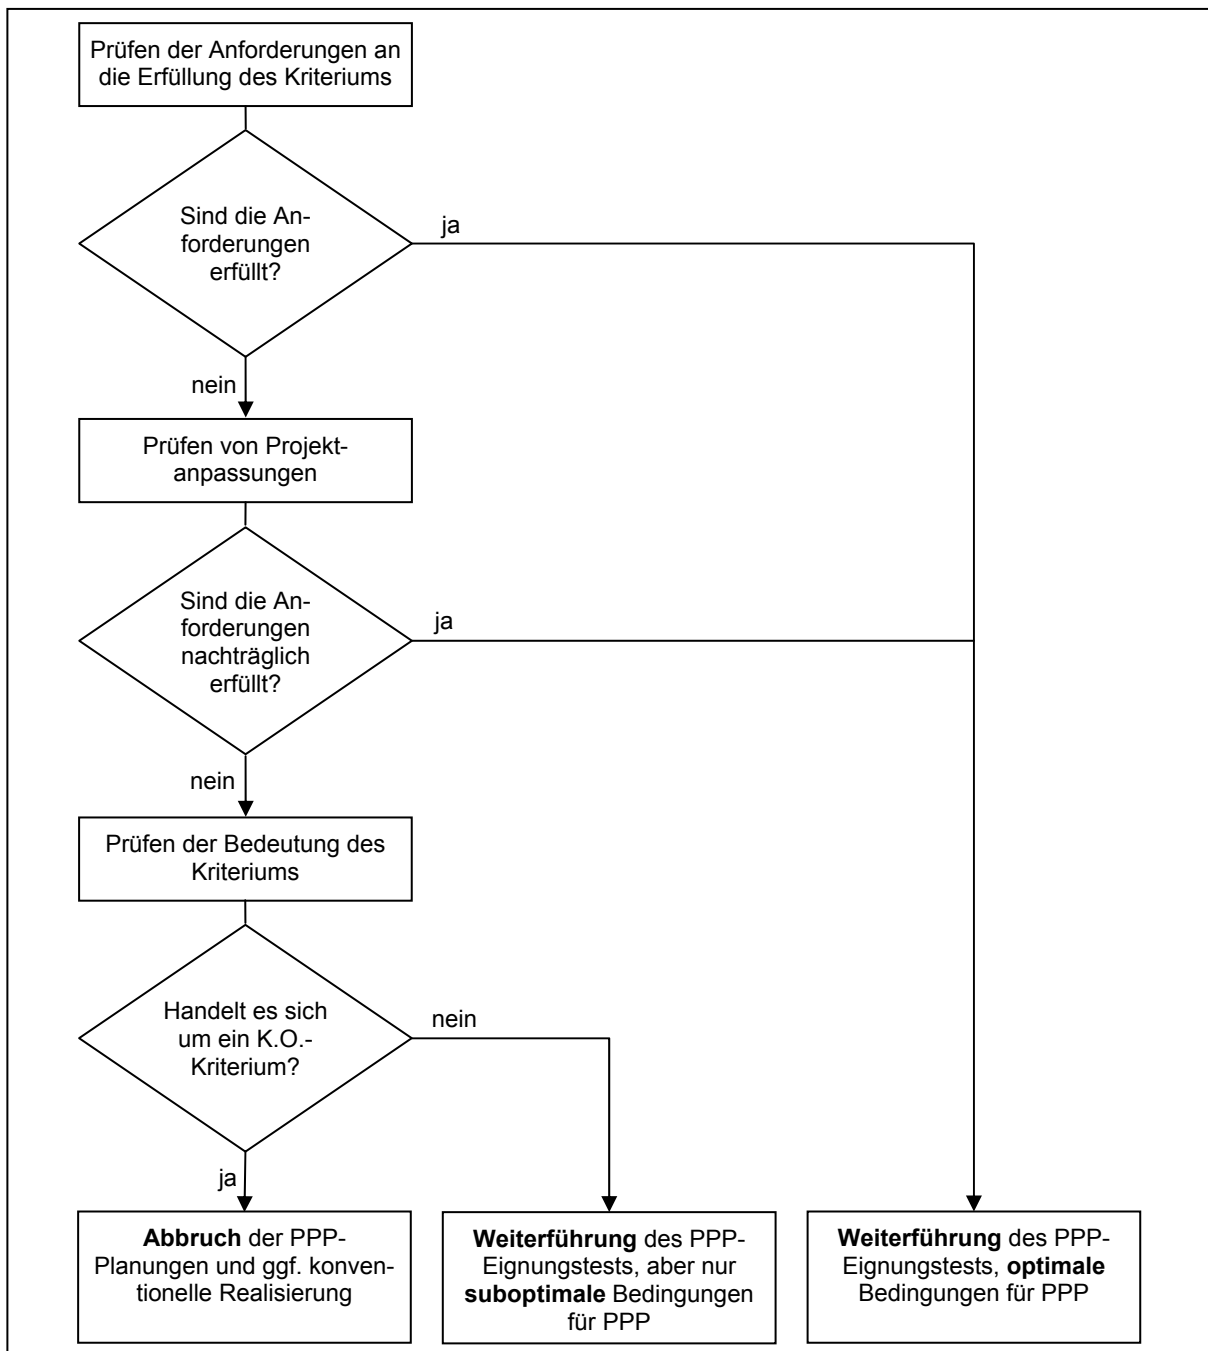 Prüfen der Anforderungen an
die Erfüllung des Kriteriums
Sind die An-
forderungen
erfüllt?
ja
nein
Prüfen von Projekt-
anpassungen
Sind die An-
forderungen
nachträglich
erfüllt?
ja
nein
Prüfen der Bedeutung des
Kriteriums
Handelt es sich
um ein K.O.-
Kriterium?
nein
ja
Abbruch der PPP-
Planungen und ggf. konven-
tionelle Realisierung
Weiterführung des PPP-
Eignungstests, aber nur
suboptimale Bedingungen
für PPP
Weiterführung des PPP-
Eignungstests, optimale
Bedingungen für PPP